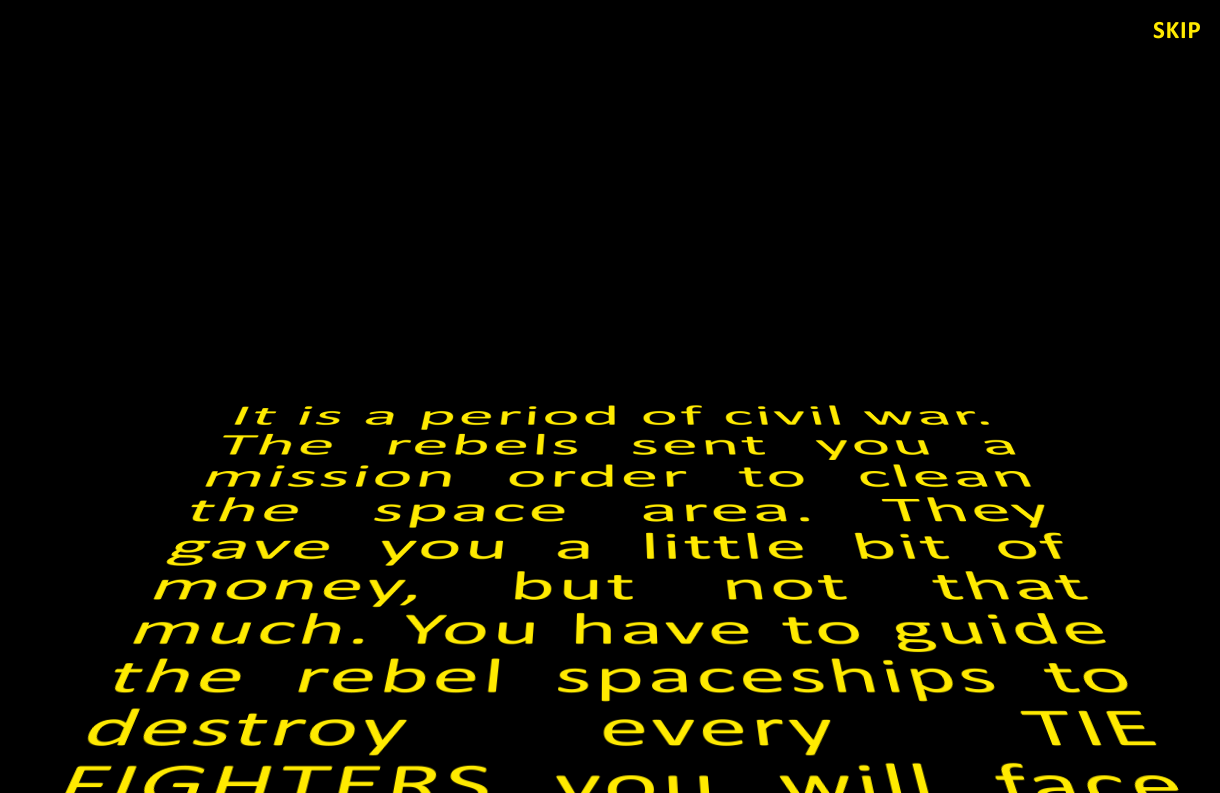 SKIP
It is a period of civil war.
The rebels sent you a
mission order to clean
the space area. They
gave you a little bit of
money, but not that
much. You have to guide
the rebel spaceships to
destroy every TIE
FIGHTERS you will face